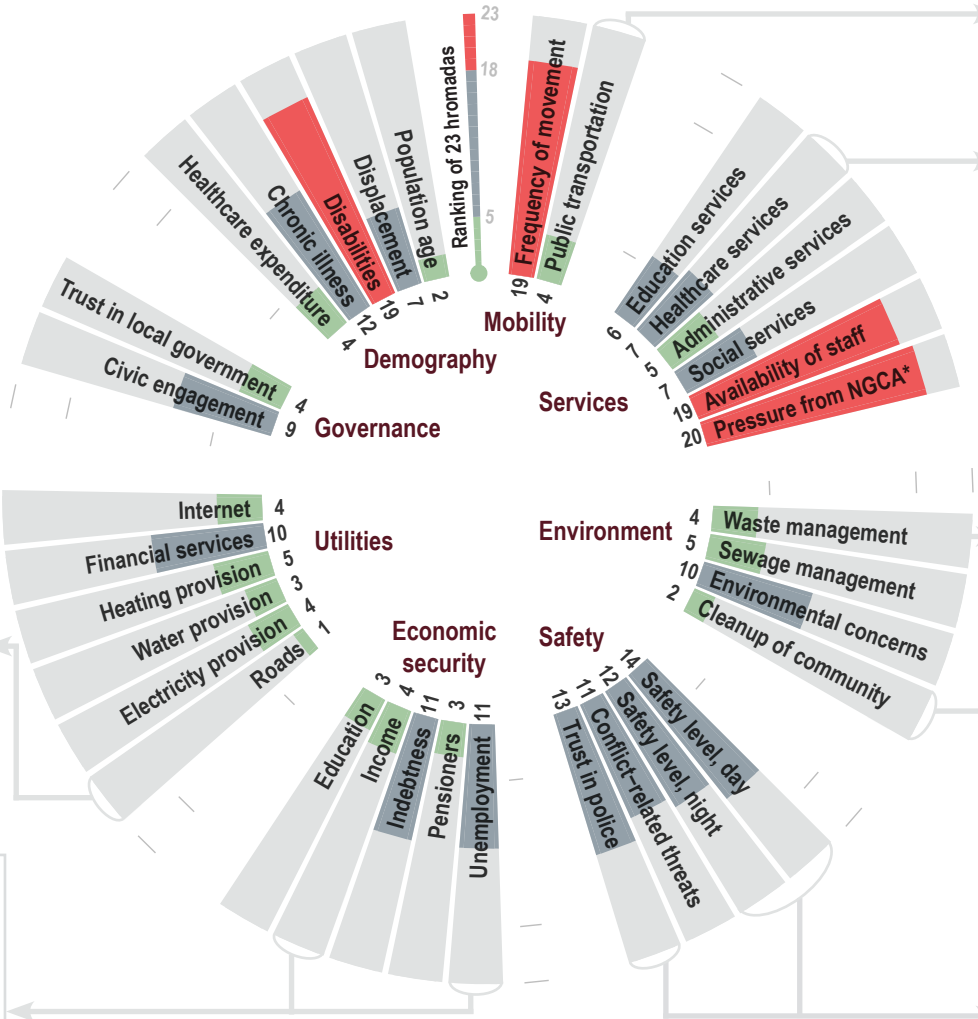 23
18
5
Ranking of 23 hromadas
Mobility
19 Frequency of movement
4 Public transportation
Services
6 Education services
7 Healthcare services
5 Administrative services
7 Social services
19 Availability of staff
20 Pressure from NGCA*
Environment
4 Waste management
5 Sewage management
10 Environmental concerns
2 Cleanup of community
Safety
14 Safety level, day
12 Safety level, night
11 Conflict-related threats
13 Trust in police
Economic
security
11 Unemployment
3 Pensioners
11 Indebtness
4 Income
3 Education
Utilities
Roads 1
Electricity provision 4
Water provision 3
Heating provision 5
Financial services 10
Internet 4
Governance
Civic engagement 9
Trust in local government 4
Demography
Healthcare expenditure 4
Chronic illness 12
Disabilities 19
Displacement 7
Population age 2